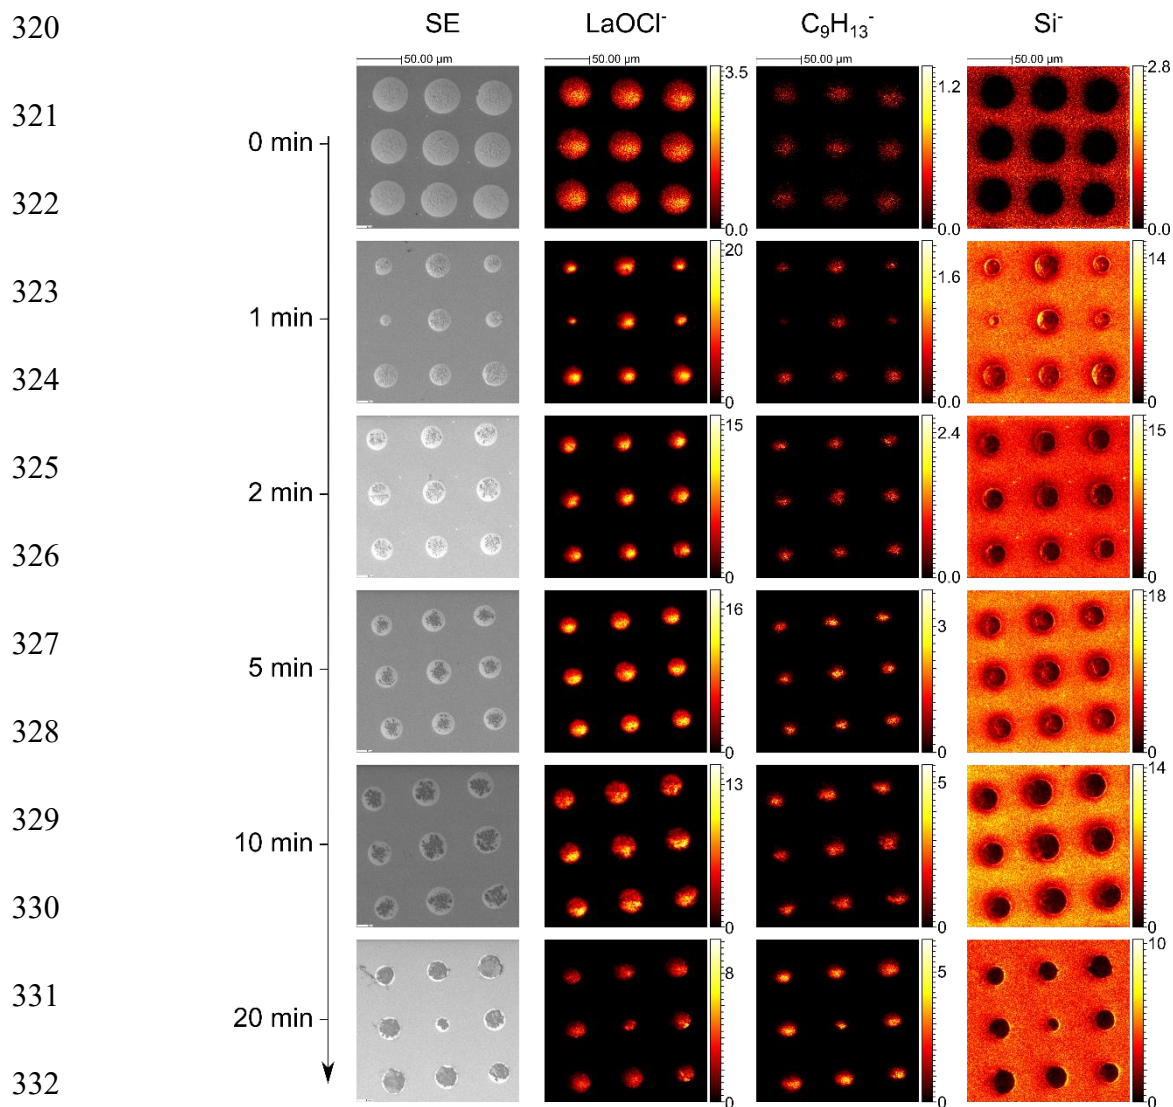 320
SE LaOCl⁻ C₉H₁₃⁻ Si⁻
50.00 µm 50.00 µm 50.00 µm 50.00 µm
3.5 1.2 2.8
321
0 min
322
0.0 0.0 0.0
20 1.6 14
323
1 min
324
0 0.0 0
15 2.4 15
325
2 min
326
0 0.0 0
16 3 18
327
5 min
328
0 0 0
13 5 14
329
10 min
330
0 0 0
8 5 10
331
20 min
332
0 0 0